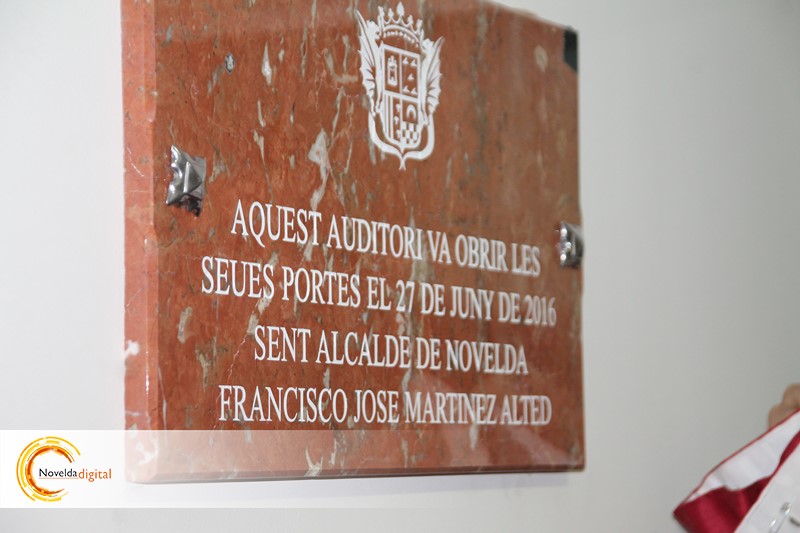 AQUEST AUDITORI VA OBRIR LES
SEUES PORTES EL 27 DE JUNY DE 2016
SENT ALCALDE DE NOVELDA
FRANCISCO JOSE MARTINEZ ALTED
Noveldadigital